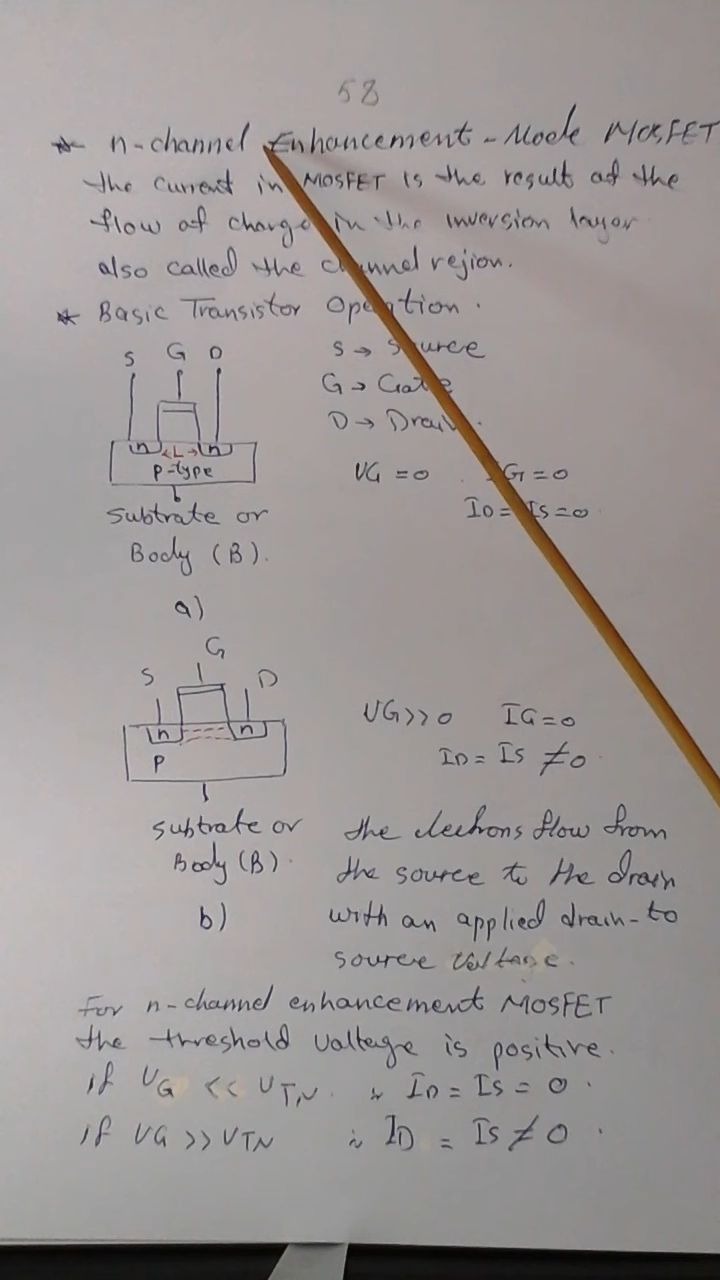 58
* n-channel Enhancement-Mode MOSFET
the current in MOSFET is the result of the
flow of charge in the inversion layer
also called the channel rejion.
* Basic Transistor Operation.
S G D
S → Source
G → Gate
D → Drain.
n <L> n
P-type
VG = 0 IG = 0
ID = IS = 0
Subtrate or
Body (B).
a)
G
S D
n n
P
VG >> 0 IG = 0
ID = IS ≠ 0
subtrate or
Body (B).
b)
the electrons flow from
the source to the drain
with an applied drain-to
source voltage.
For n-channel enhancement MOSFET
the threshold voltage is positive.
if VG << VTN ID = IS = 0.
if VG >> VTN ID = IS ≠ 0.